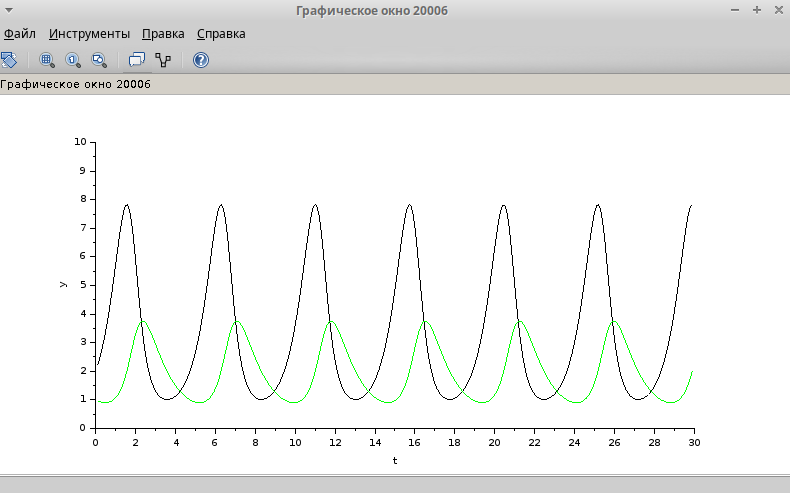 Графическое окно 20006
Файл Инструменты Правка Справка
Графическое окно 20006
10
9
8
7
6
y
5
4
3
2
1
0
0 2 4 6 8 10 12 14 16 18 20 22 24 26 28 30
t